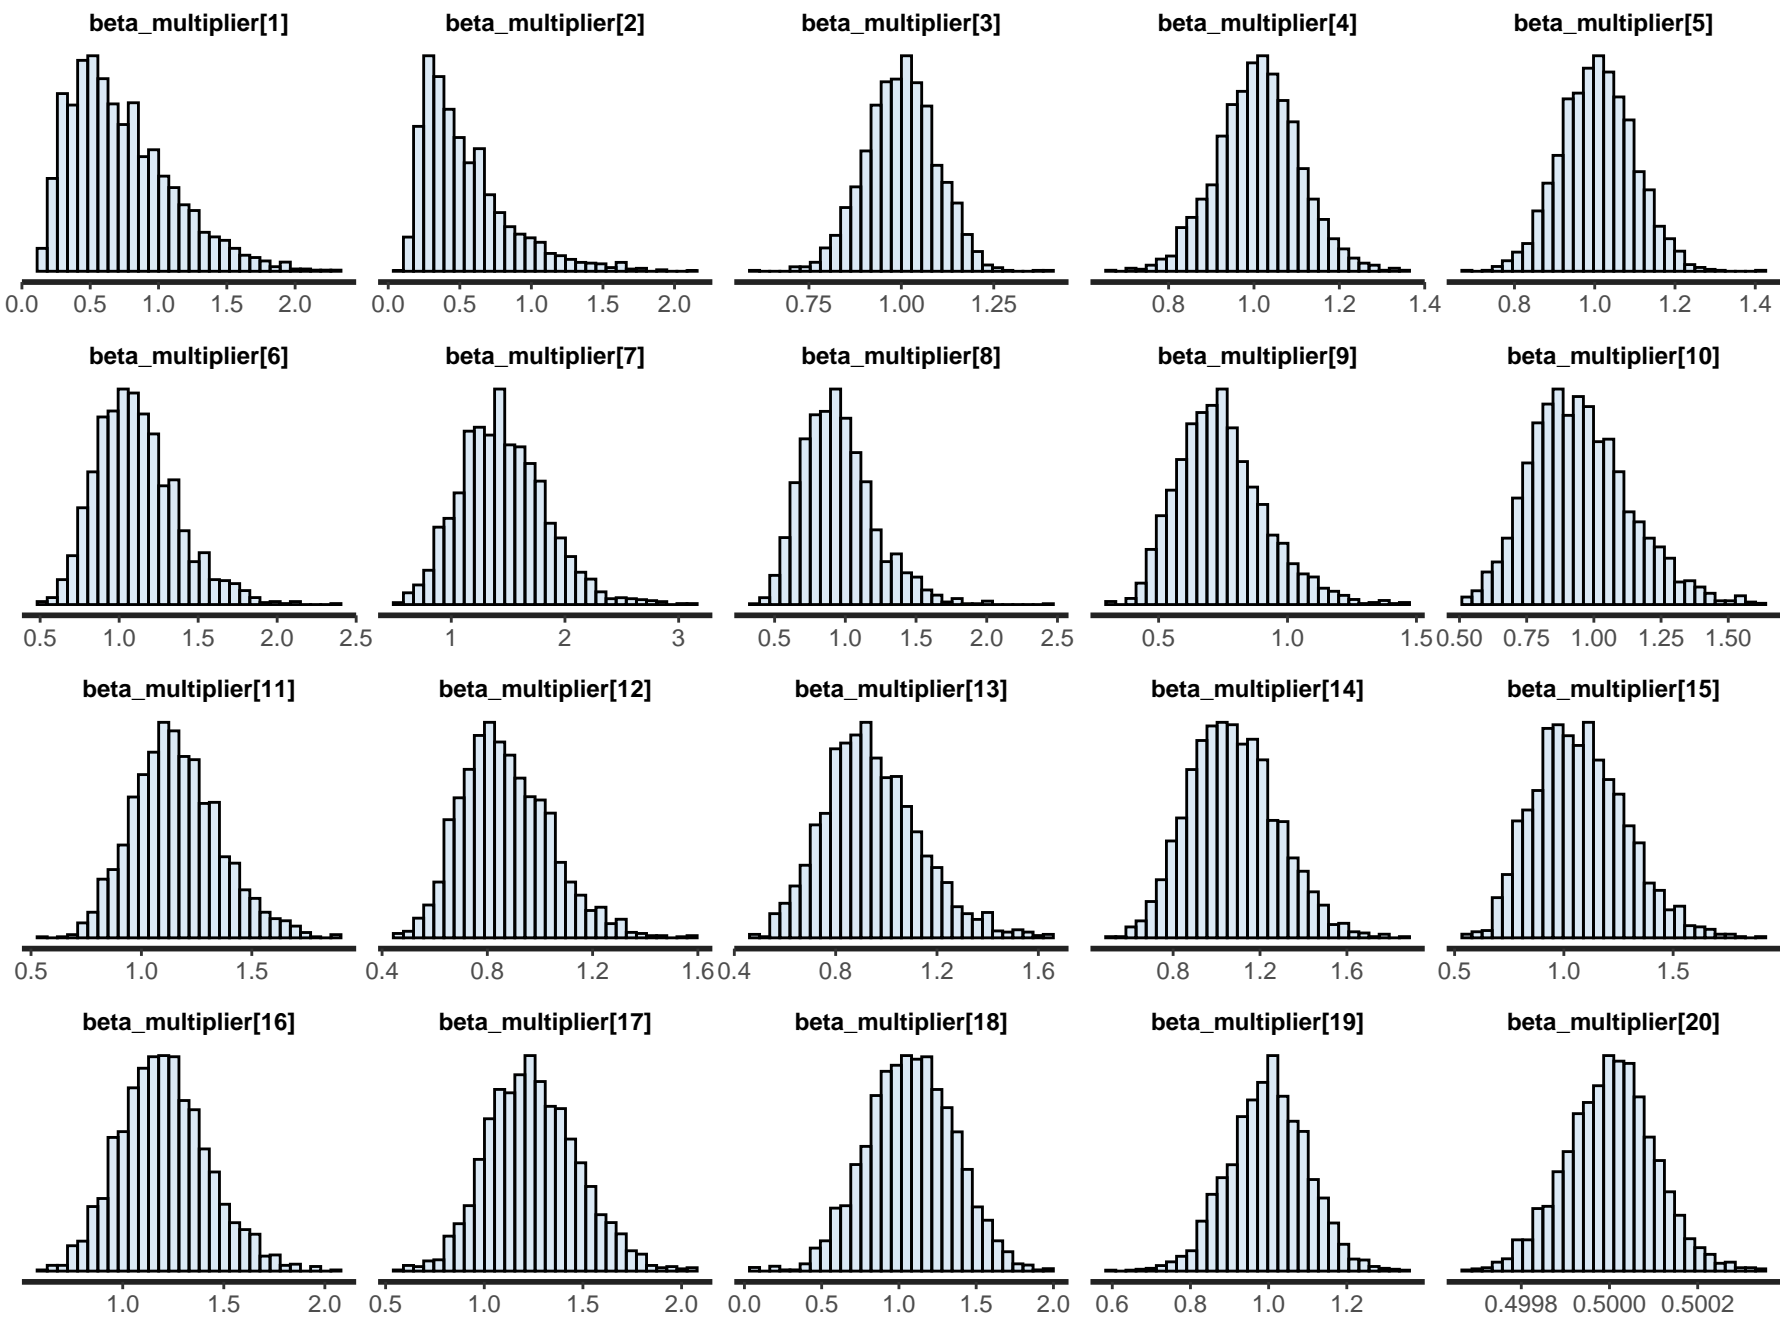 beta_multiplier[1] beta_multiplier[2] beta_multiplier[3] beta_multiplier[4] beta_multiplier[5]
0.0 0.5 1.0 1.5 2.0 0.0 0.5 1.0 1.5 2.0 0.75 1.00 1.25 0.8 1.0 1.2 1.4 0.8 1.0 1.2 1.4
beta_multiplier[6] beta_multiplier[7] beta_multiplier[8] beta_multiplier[9] beta_multiplier[10]
0.5 1.0 1.5 2.0 2.5 1 2 3 0.5 1.0 1.5 2.0 2.5 0.5 1.0 1.5 0.50 0.75 1.00 1.25 1.50
beta_multiplier[11] beta_multiplier[12] beta_multiplier[13] beta_multiplier[14] beta_multiplier[15]
0.5 1.0 1.5 0.4 0.8 1.2 1.6 0.4 0.8 1.2 1.6 0.8 1.2 1.6 0.5 1.0 1.5
beta_multiplier[16] beta_multiplier[17] beta_multiplier[18] beta_multiplier[19] beta_multiplier[20]
1.0 1.5 2.0 0.5 1.0 1.5 2.0 0.0 0.5 1.0 1.5 2.0 0.6 0.8 1.0 1.2 0.4998 0.5000 0.5002